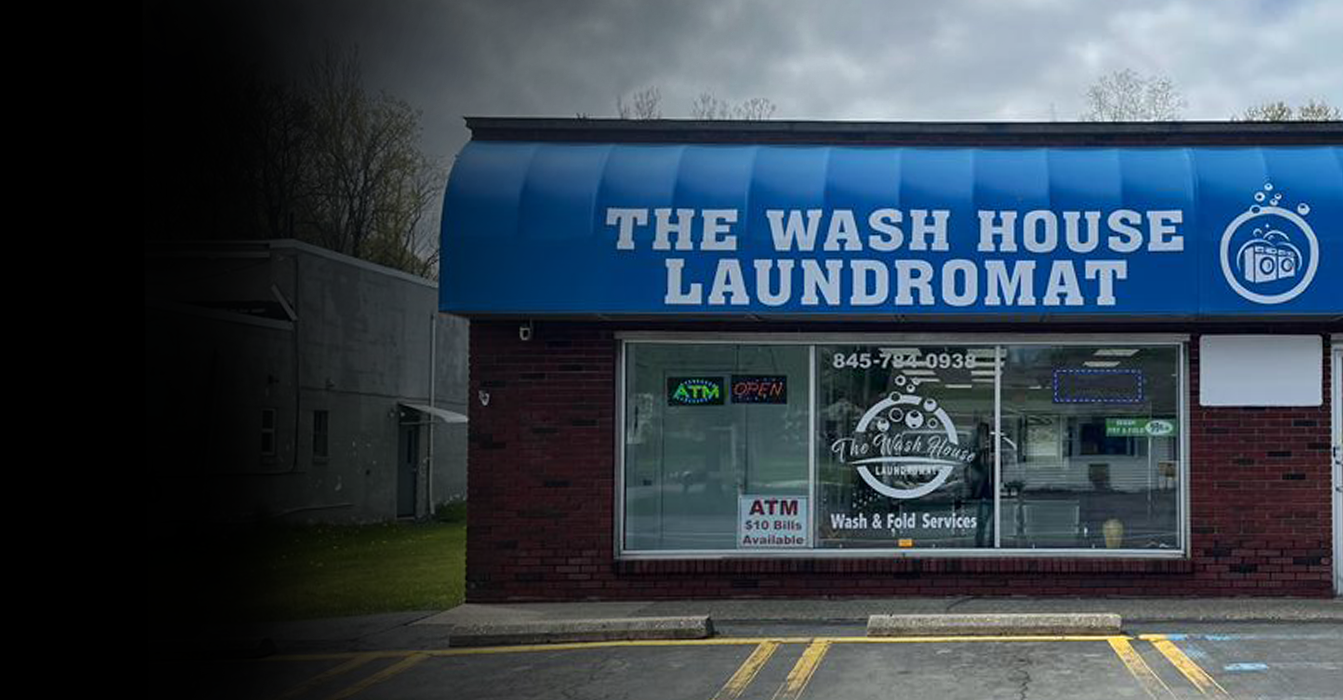 THE WASH HOUSE
LAUNDROMAT
845-784-0938
ATM
OPEN
The Wash House
LAUNDROMAT
ATM
$10 Bills
Available
Wash & Fold Services